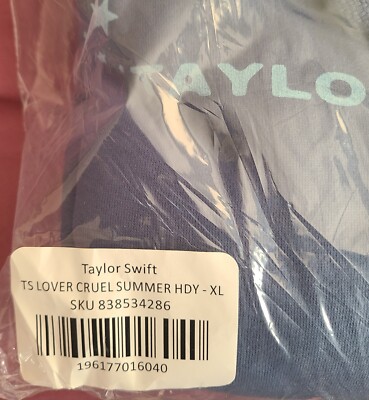 TAYLO
Taylor Swift
TS LOVER CRUEL SUMMER HDY - XL
SKU 838534286
196177016040